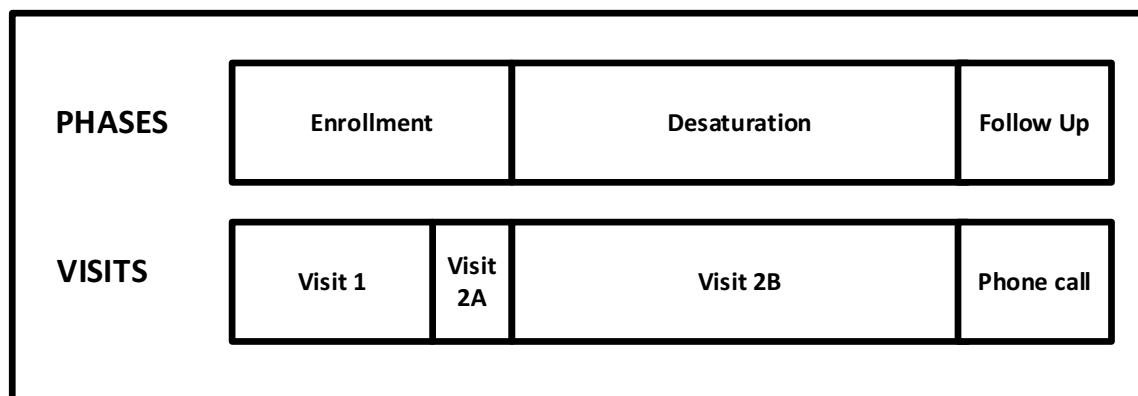 PHASES
Enrollment
Desaturation
Follow Up
VISITS
Visit 1
Visit
2A
Visit 2B
Phone call